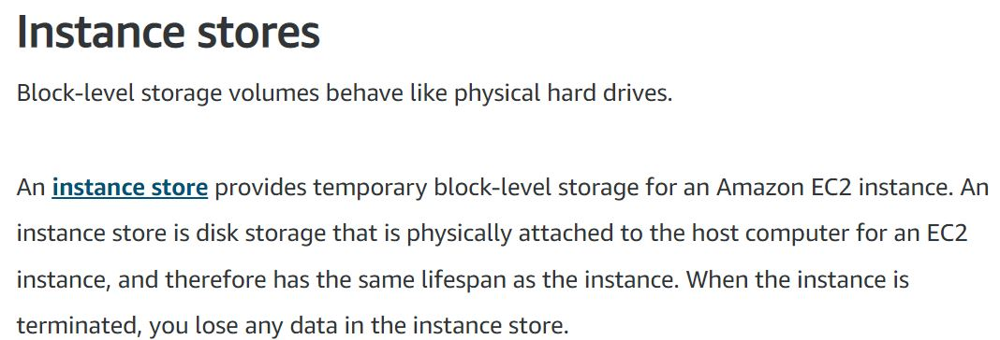 Instance stores
Block-level storage volumes behave like physical hard drives.
An instance store provides temporary block-level storage for an Amazon EC2 instance. An
instance store is disk storage that is physically attached to the host computer for an EC2
instance, and therefore has the same lifespan as the instance. When the instance is
terminated, you lose any data in the instance store.